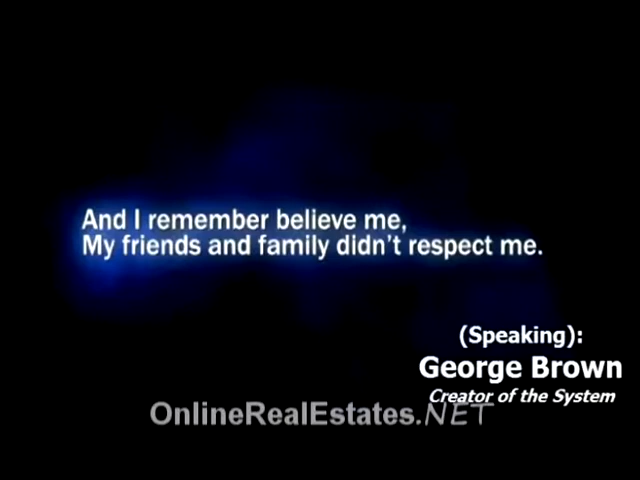 And I remember believe me,
My friends and family didn't respect me.
(Speaking):
George Brown
Creator of the System
OnlineRealEstates.NET